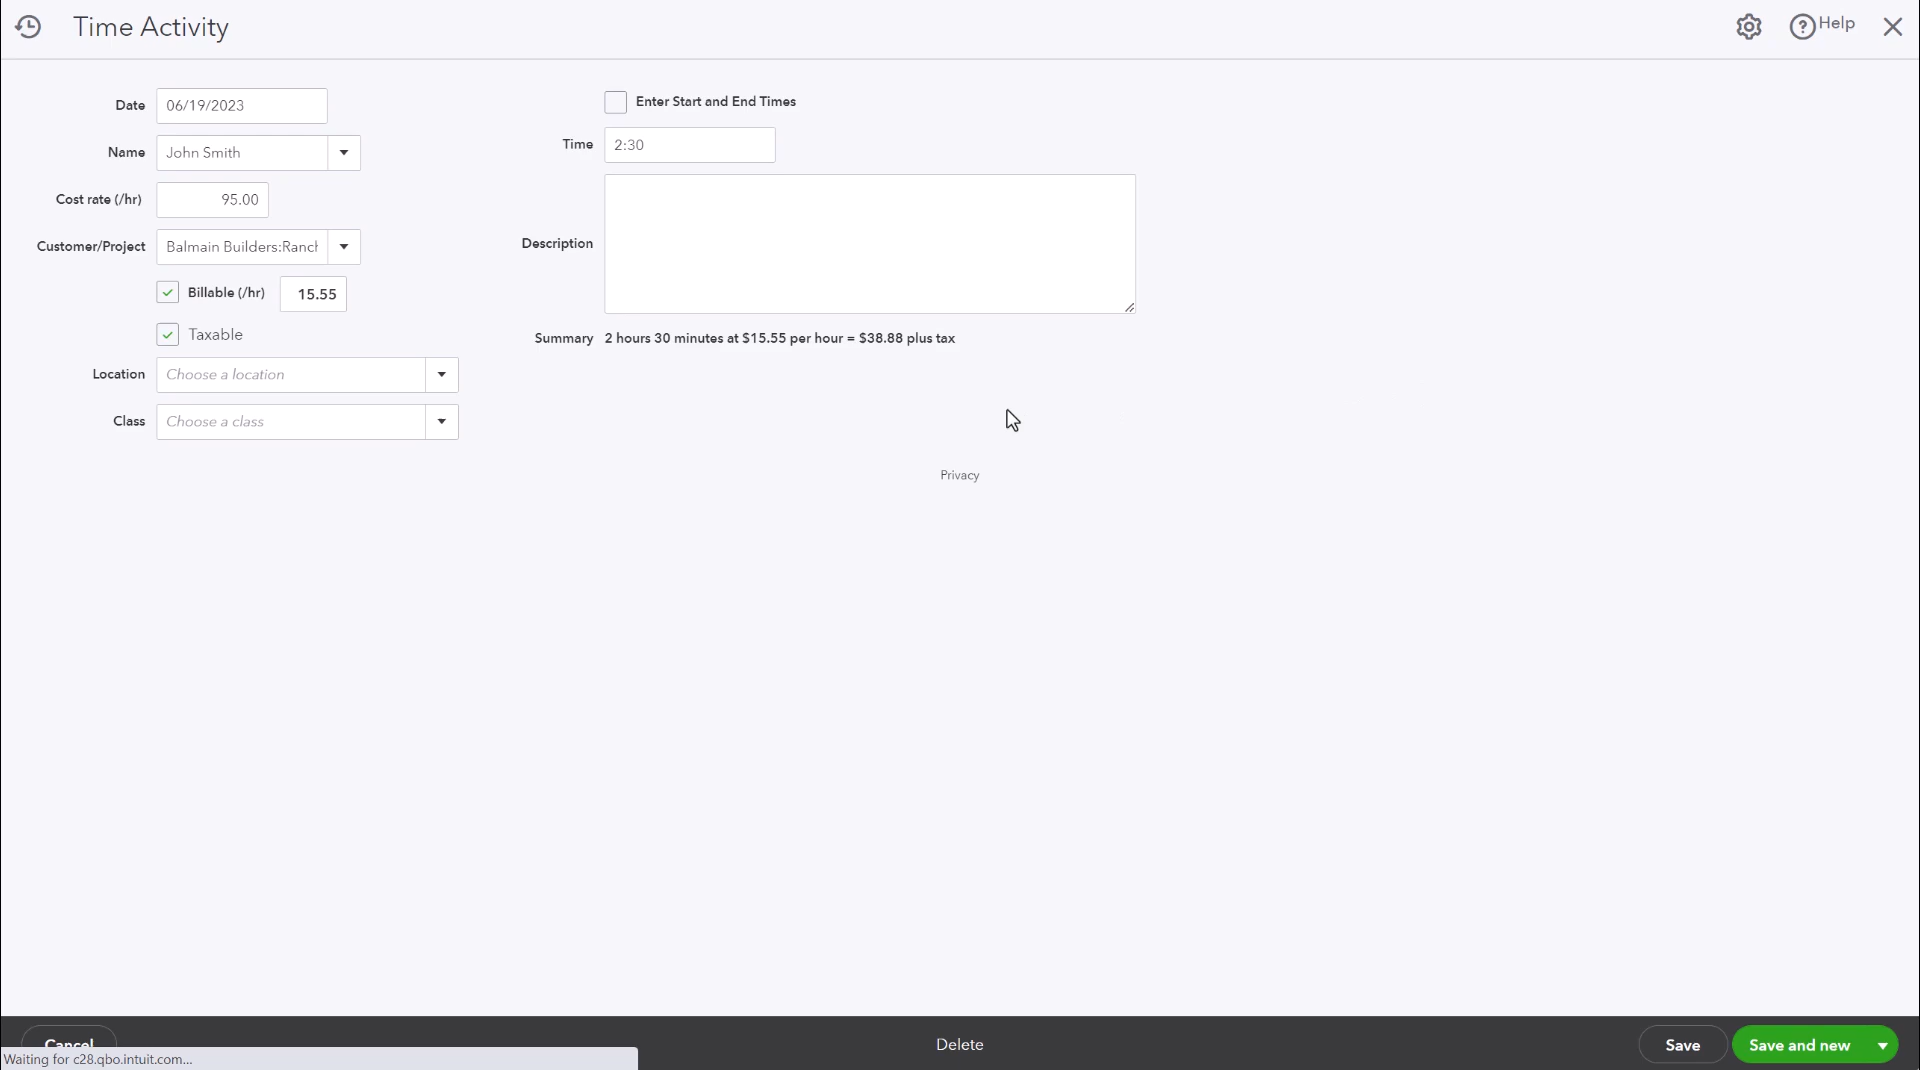 Time Activity
Help
Date 06/19/2023
Name John Smith
Cost rate (/hr) 95.00
Customer/Project Balmain Builders:Ranch
Billable (/hr) 15.55
Taxable
Location Choose a location
Class Choose a class
Enter Start and End Times
Time 2:30
Description
Summary 2 hours 30 minutes at $15.55 per hour = $38.88 plus tax
Privacy
Cancel
Delete
Save
Save and new
Waiting for c28.qbo.intuit.com...